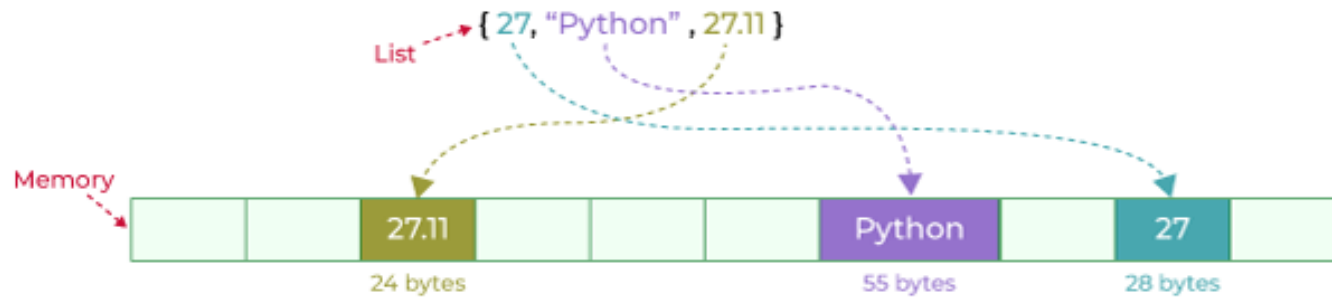 { 27, “Python” , 27.11 }
List
Memory
27.11 Python 27
24 bytes 55 bytes 28 bytes